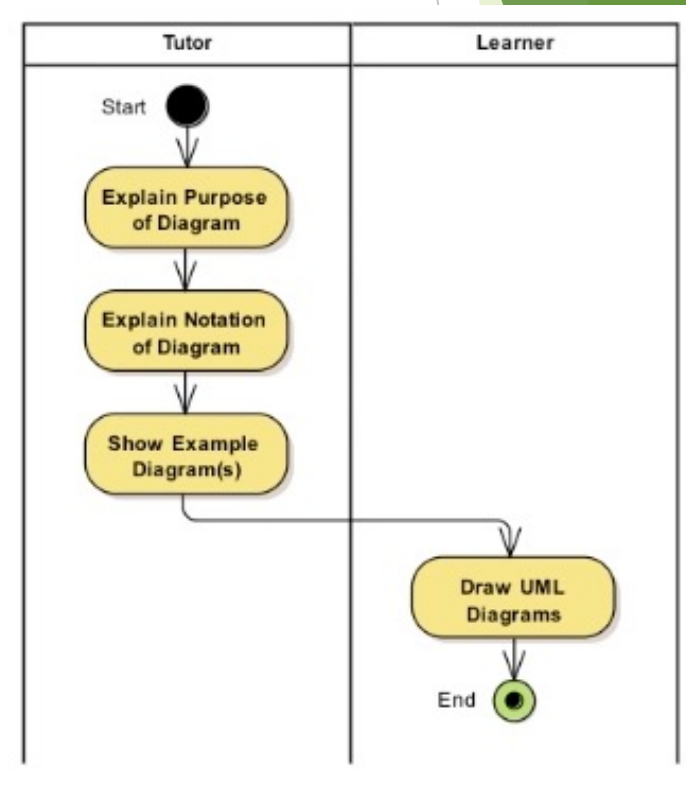 Tutor
Learner
Start
Explain Purpose
of Diagram
Explain Notation
of Diagram
Show Example
Diagram(s)
Draw UML
Diagrams
End